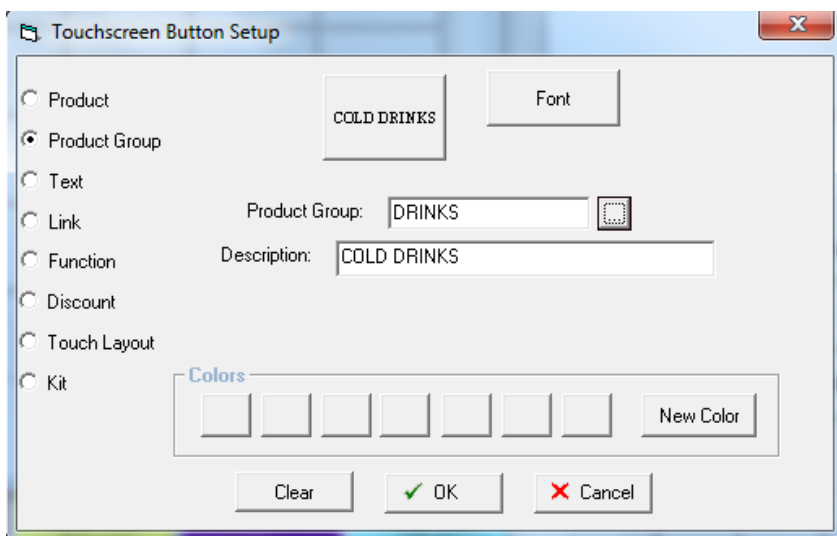 Touchscreen Button Setup
Product
Product Group
Text
Link
Function
Discount
Touch Layout
Kit
COLD DRINKS
Font
Product Group: DRINKS ...
Description: COLD DRINKS
Colors
New Color
Clear
OK
Cancel